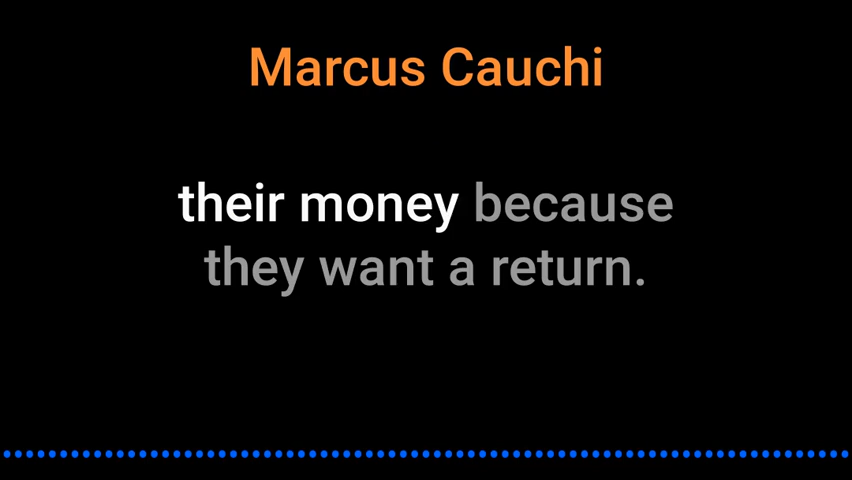 Marcus Cauchi
their money because
they want a return.